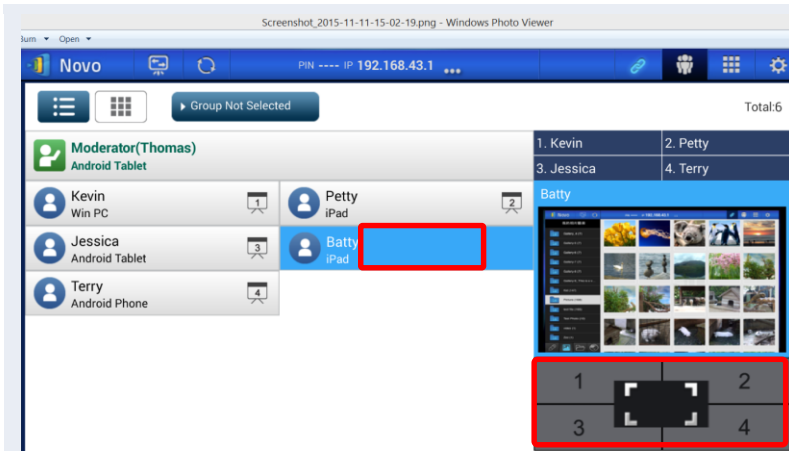 Screenshot_2015-11-11-15-02-19.png - Windows Photo Viewer
Burn Open
Novo PIN ---- IP 192.168.43.1 ...
Group Not Selected Total:6
Moderator(Thomas)
Android Tablet
1. Kevin 2. Petty
3. Jessica 4. Terry
Kevin
Win PC
1
Petty
iPad
2
Batty
Jessica
Android Tablet
3
Batty
iPad
Terry
Android Phone
4
1 2
3 4